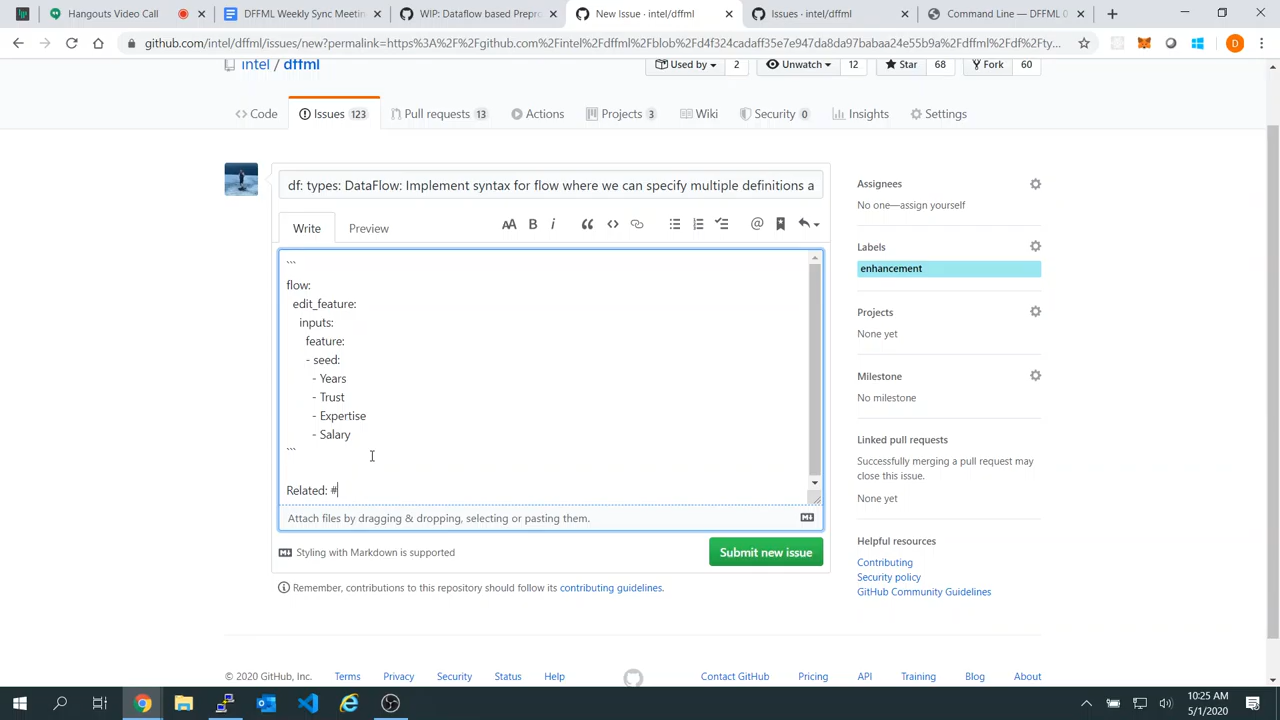 Hangouts Video Call
DFFML Weekly Sync Meetin
WIP: Dataflow based Prepro
New Issue · intel/dffml
Issues · intel/dffml
Command Line — DFFML 0
github.com/intel/dffml/issues/new?permalink=https%3A%2F%2Fgithub.com%2Fintel%2Fdffml%2Fblob%2Fd4f324cadaff35e7e947da8da97babaa24e55b9a%2Fdffml%2Fdf%2Fty...
D
intel / dffml
Used by 2
Unwatch 12
Star 68
Fork 60
Code
Issues 123
Pull requests 13
Actions
Projects 3
Wiki
Security 0
Insights
Settings
df: types: DataFlow: Implement syntax for flow where we can specify multiple definitions a
Write
Preview
```
flow:
  edit_feature:
    inputs:
      feature:
      - seed:
        - Years
        - Trust
        - Expertise
        - Salary
```
Related: #
Attach files by dragging & dropping, selecting or pasting them.
Styling with Markdown is supported
Submit new issue
Remember, contributions to this repository should follow its contributing guidelines.
Assignees
No one—assign yourself
Labels
enhancement
Projects
None yet
Milestone
No milestone
Linked pull requests
Successfully merging a pull request may
close this issue.
None yet
Helpful resources
Contributing
Security policy
GitHub Community Guidelines
© 2020 GitHub, Inc.
Terms
Privacy
Security
Status
Help
Contact GitHub
Pricing
API
Training
Blog
About
10:25 AM
5/1/2020